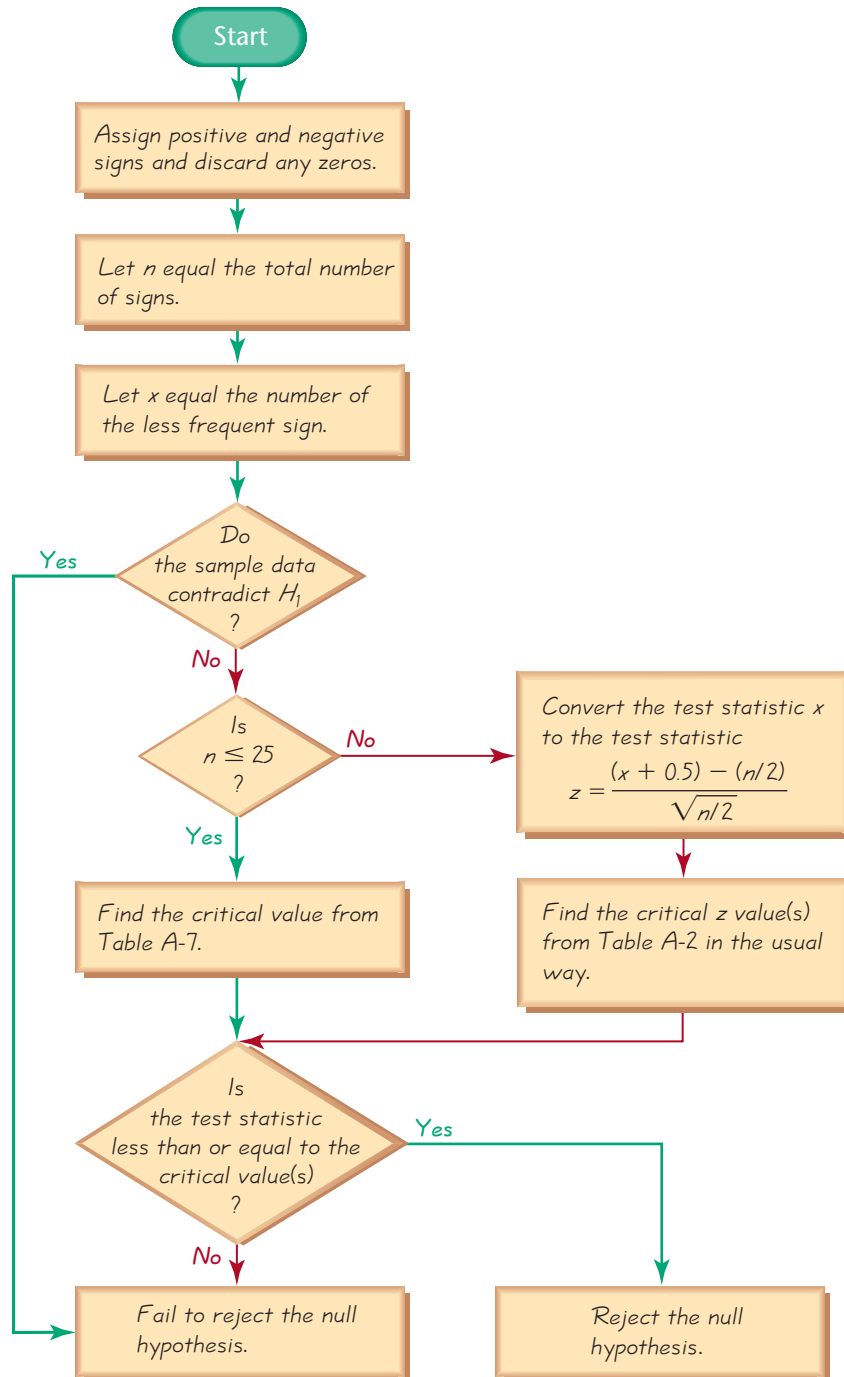 Start
Assign positive and negative
signs and discard any zeros.
Let n equal the total number
of signs.
Let x equal the number of
the less frequent sign.
Do
the sample data
contradict H₁
?
Yes
No
Is
n ≤ 25
?
No
Convert the test statistic x
to the test statistic
z = (x + 0.5) − (n/2) / √n/2
Yes
Find the critical value from
Table A-7.
Find the critical z value(s)
from Table A-2 in the usual
way.
Is
the test statistic
less than or equal to the
critical value(s)
?
Yes
No
Fail to reject the null
hypothesis.
Reject the null
hypothesis.